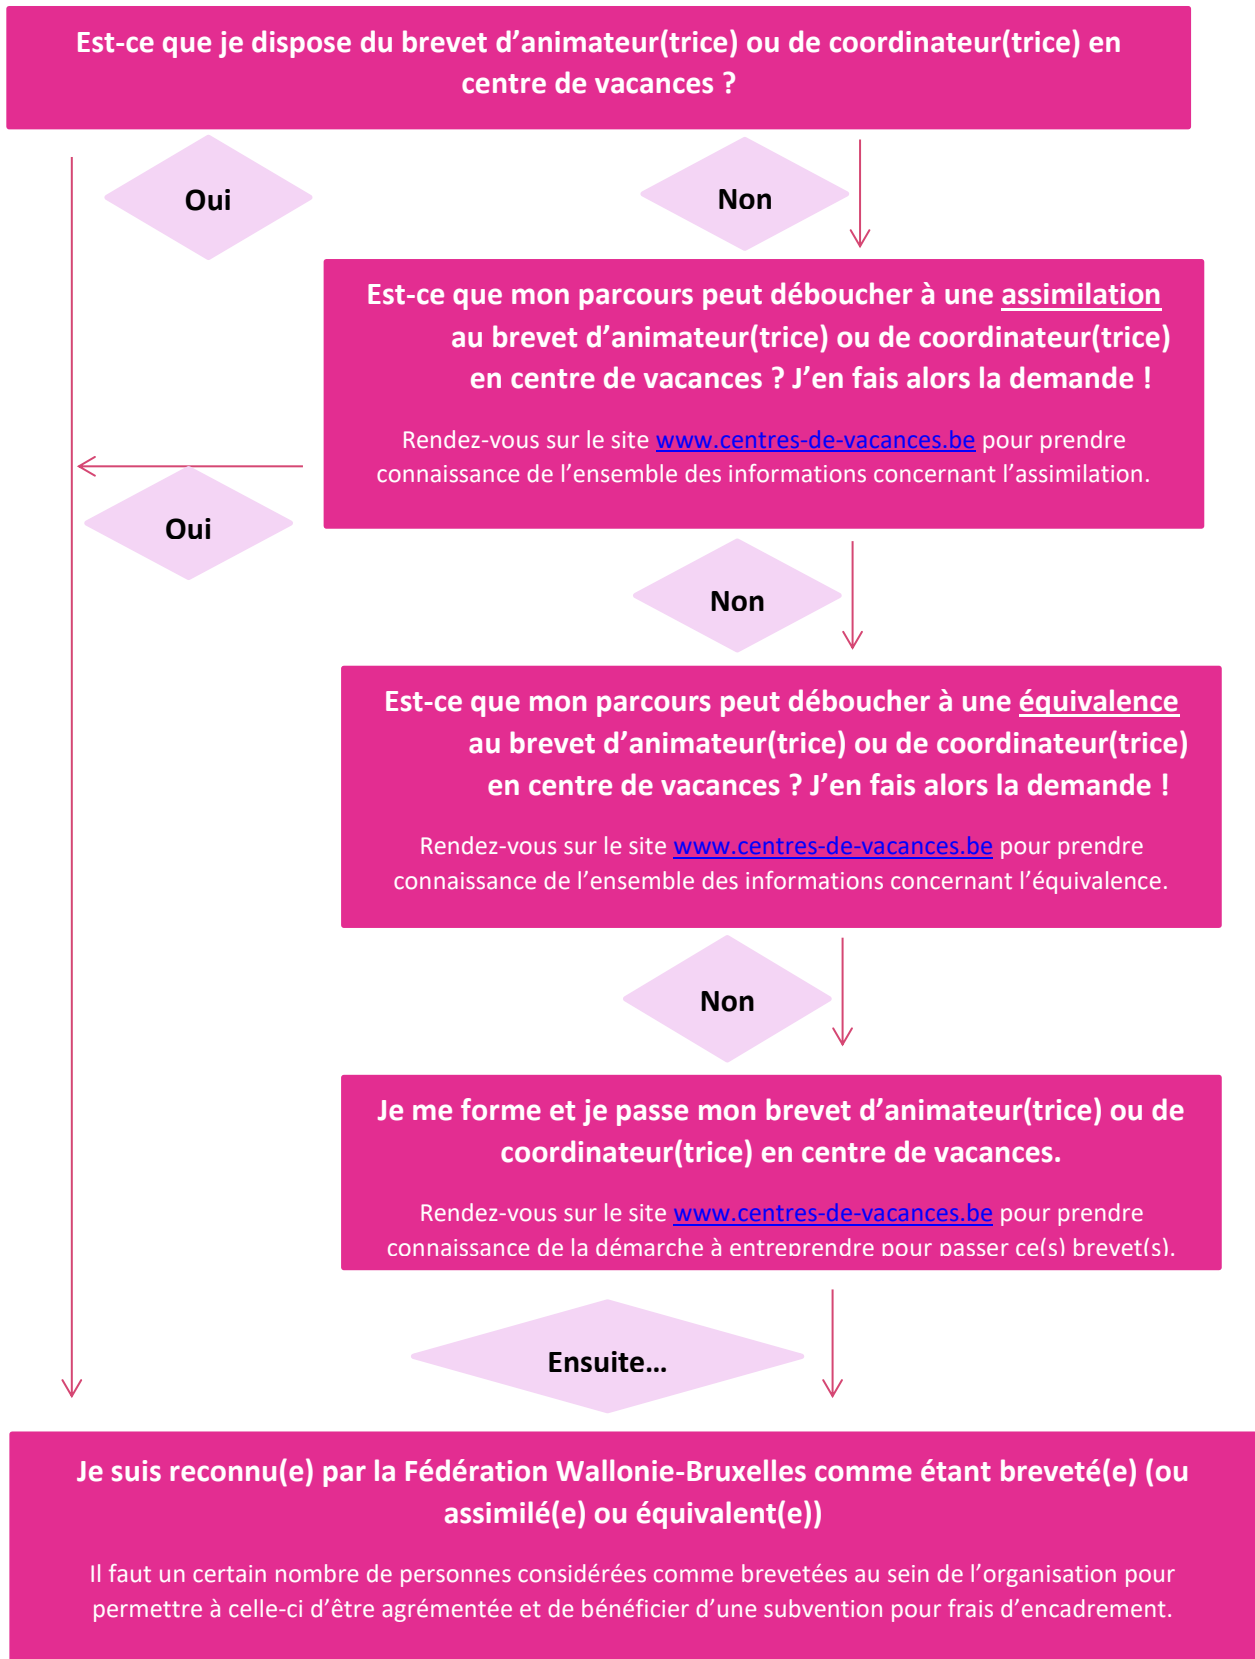 Est-ce que je dispose du brevet d’animateur(trice) ou de coordinateur(trice) en
centre de vacances ?
Oui
Non
Est-ce que mon parcours peut déboucher à une assimilation
au brevet d’animateur(trice) ou de coordinateur(trice)
en centre de vacances ? J’en fais alors la demande !
Rendez-vous sur le site www.centres-de-vacances.be pour prendre
connaissance de l’ensemble des informations concernant l’assimilation.
Oui
Non
Est-ce que mon parcours peut déboucher à une équivalence
au brevet d’animateur(trice) ou de coordinateur(trice)
en centre de vacances ? J’en fais alors la demande !
Rendez-vous sur le site www.centres-de-vacances.be pour prendre
connaissance de l’ensemble des informations concernant l’équivalence.
Non
Je me forme et je passe mon brevet d’animateur(trice) ou de
coordinateur(trice) en centre de vacances.
Rendez-vous sur le site www.centres-de-vacances.be pour prendre
connaissance de la démarche à entreprendre pour passer ce(s) brevet(s).
Ensuite…
Je suis reconnu(e) par la Fédération Wallonie-Bruxelles comme étant breveté(e) (ou
assimilé(e) ou équivalent(e))
Il faut un certain nombre de personnes considérées comme brevetées au sein de l’organisation pour
permettre à celle-ci d’être agrémentée et de bénéficier d’une subvention pour frais d’encadrement.